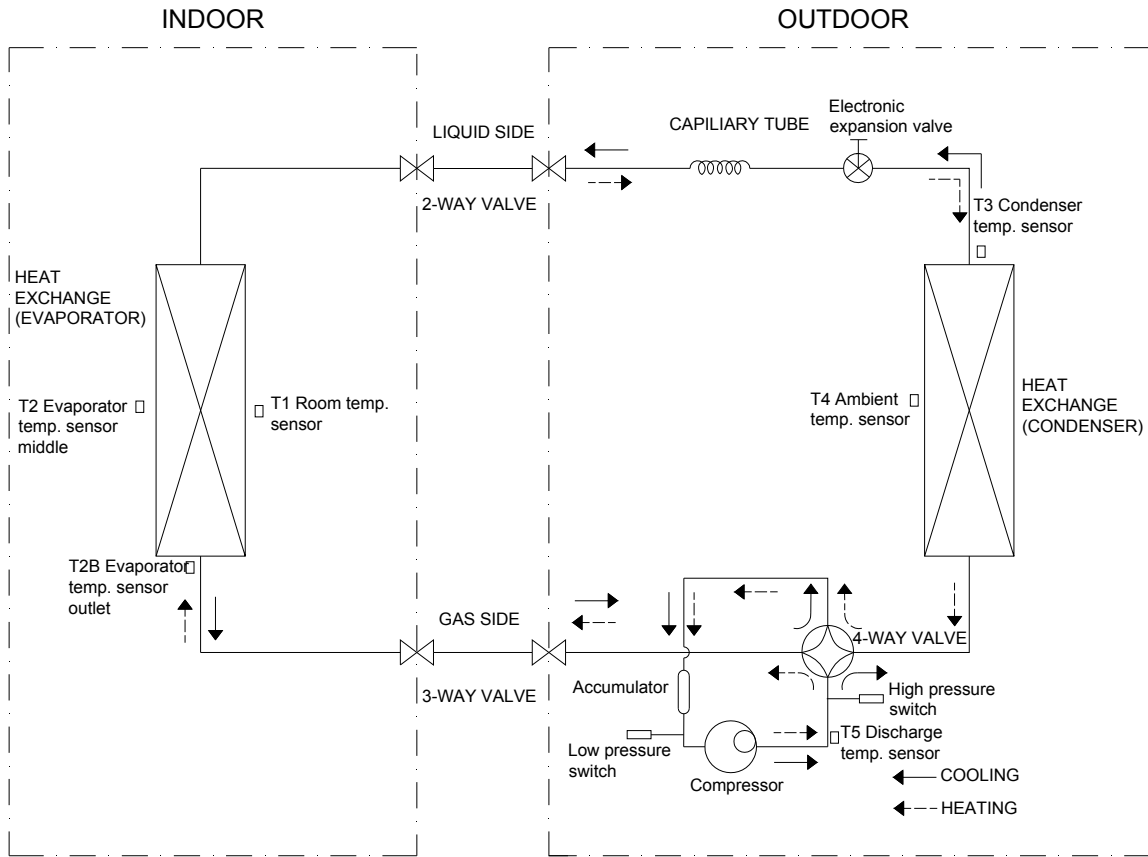 INDOOR
OUTDOOR
LIQUID SIDE
CAPILIARY TUBE
Electronic
expansion valve
2-WAY VALVE
T3 Condenser
temp. sensor
HEAT
EXCHANGE
(EVAPORATOR)
T2 Evaporator
temp. sensor
middle
T1 Room temp.
sensor
T4 Ambient
temp. sensor
HEAT
EXCHANGE
(CONDENSER)
T2B Evaporator
temp. sensor
outlet
GAS SIDE
4-WAY VALVE
3-WAY VALVE
Accumulator
High pressure
switch
Low pressure
switch
T5 Discharge
temp. sensor
Compressor
COOLING
HEATING